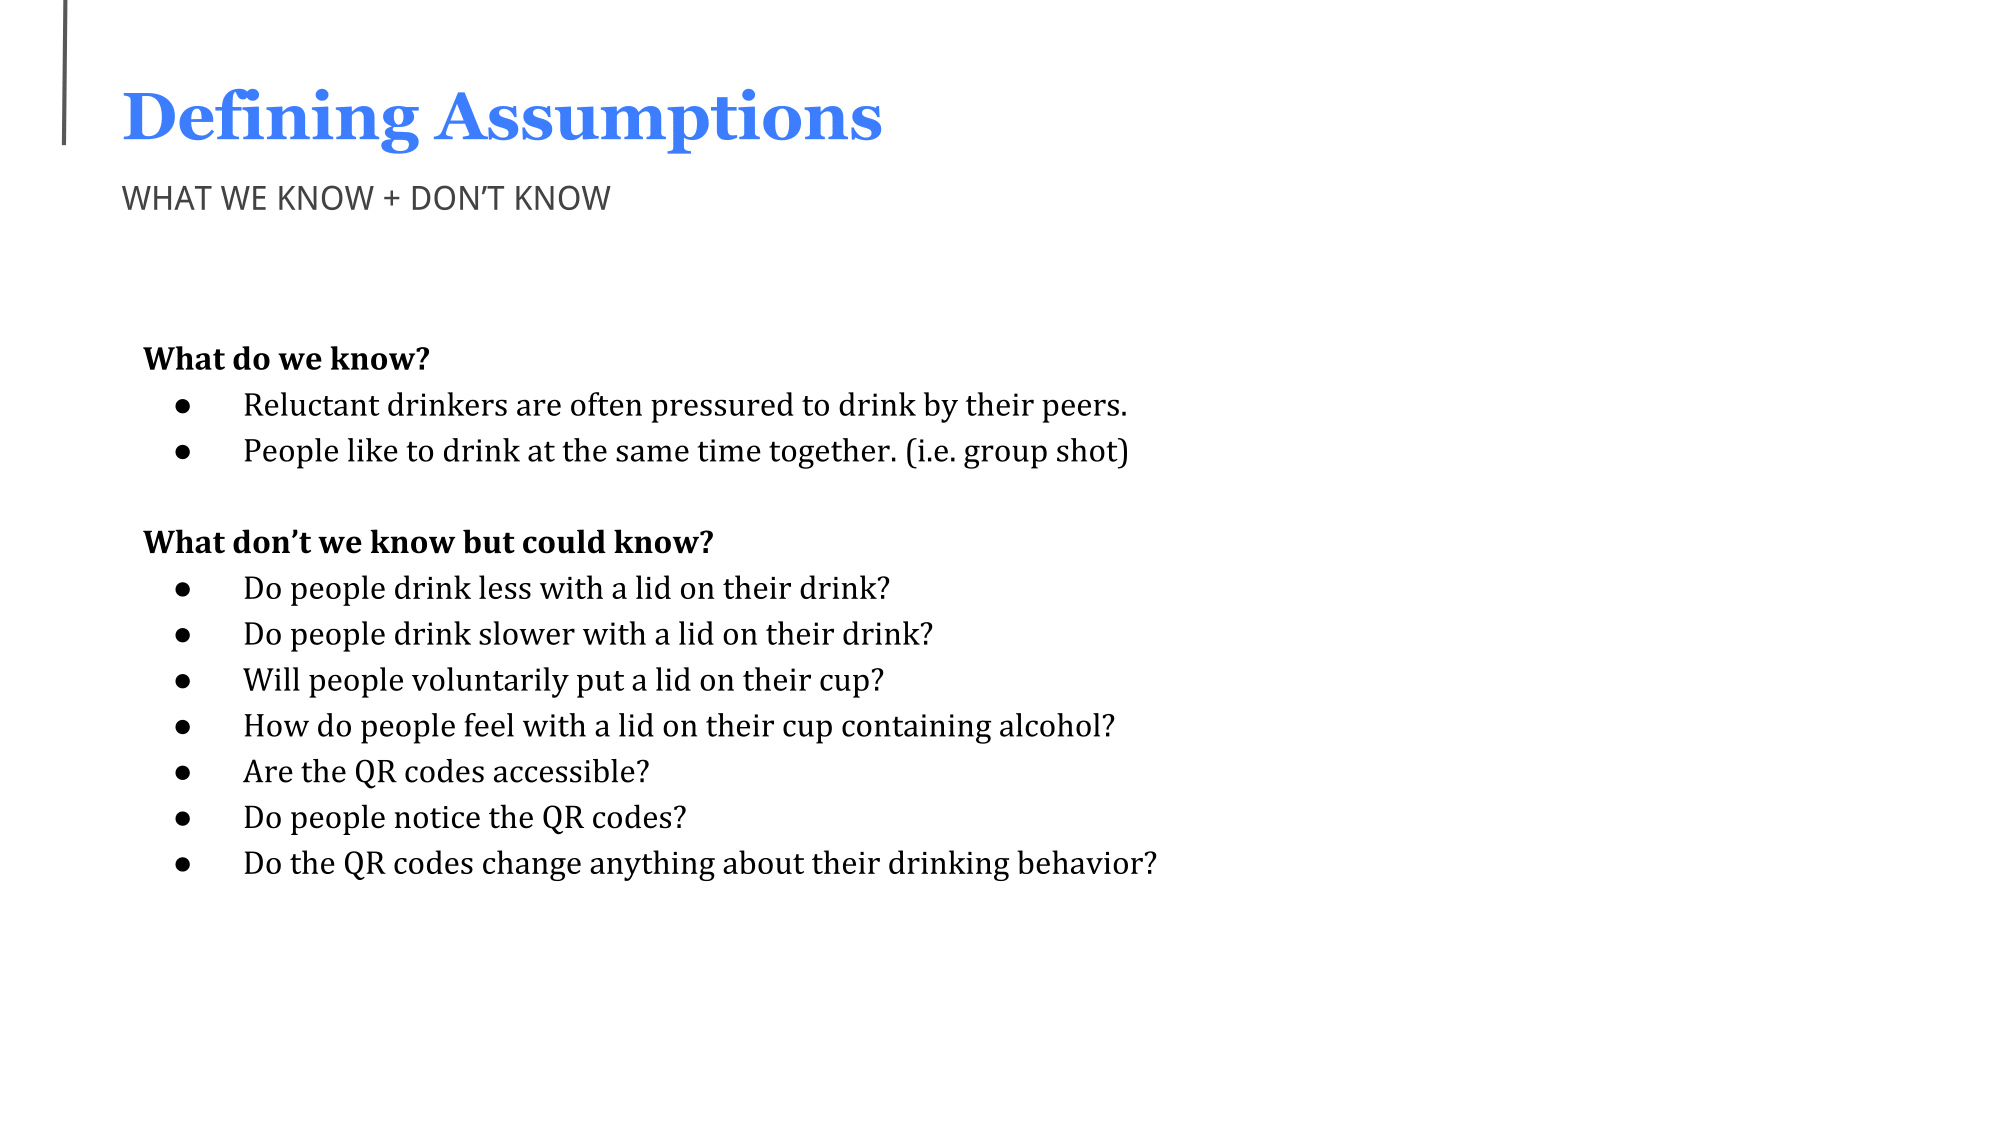 Defining Assumptions
WHAT WE KNOW + DON’T KNOW
What do we know?
● Reluctant drinkers are often pressured to drink by their peers.
● People like to drink at the same time together. (i.e. group shot)
What don’t we know but could know?
● Do people drink less with a lid on their drink?
● Do people drink slower with a lid on their drink?
● Will people voluntarily put a lid on their cup?
● How do people feel with a lid on their cup containing alcohol?
● Are the QR codes accessible?
● Do people notice the QR codes?
● Do the QR codes change anything about their drinking behavior?